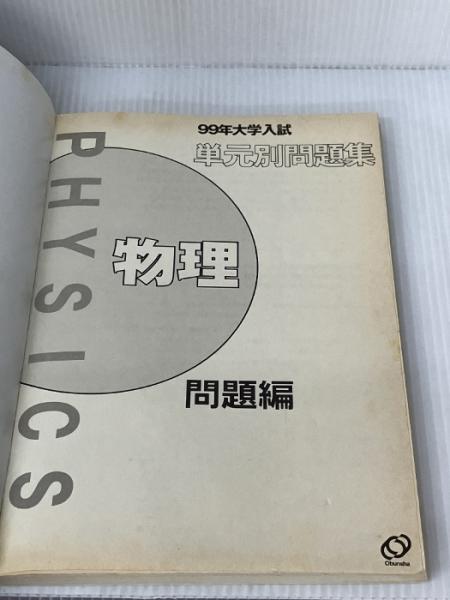 99年大学入試
単元別問題集
PHYSICS
物理
問題編
Obunsha